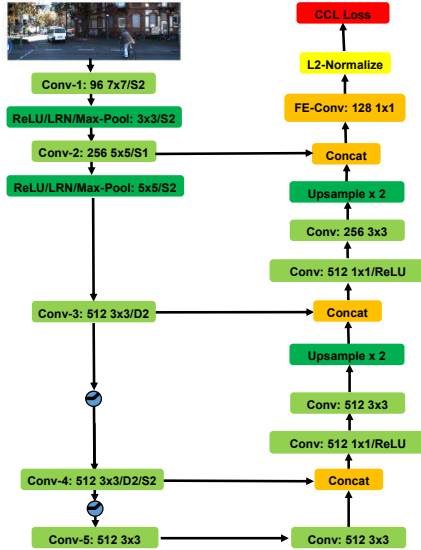 Conv-1: 96 7x7/S2
ReLU/LRN/Max-Pool: 3x3/S2
Conv-2: 256 5x5/S1
ReLU/LRN/Max-Pool: 5x5/S2
Conv-3: 512 3x3/D2
Conv-4: 512 3x3/D2/S2
Conv-5: 512 3x3
CCL Loss
L2-Normalize
FE-Conv: 128 1x1
Concat
Upsample x 2
Conv: 256 3x3
Conv: 512 1x1/ReLU
Concat
Upsample x 2
Conv: 512 3x3
Conv: 512 1x1/ReLU
Concat
Conv: 512 3x3